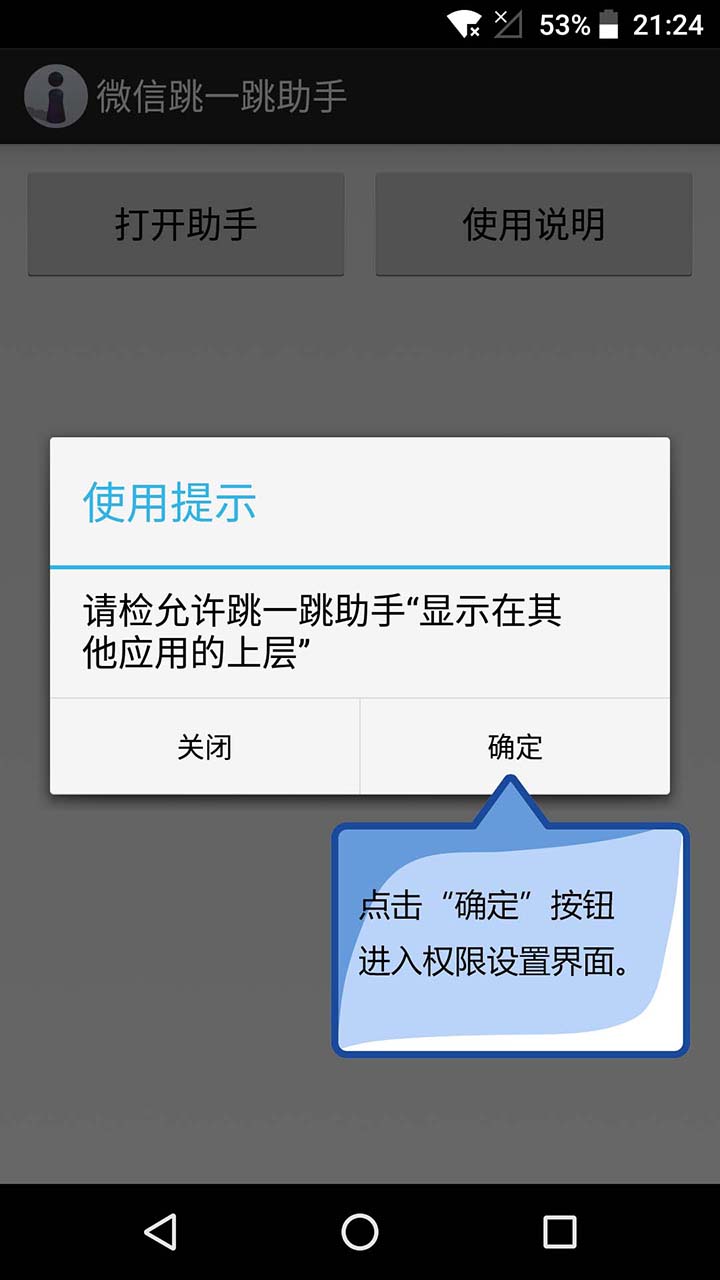 53% 21:24
微信跳一跳助手
打开助手 使用说明
使用提示
请检允许跳一跳助手“显示在其
他应用的上层”
关闭 确定
点击“确定”按钮
进入权限设置界面。